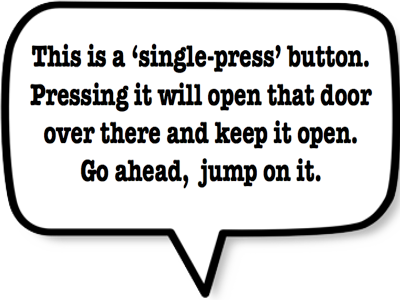 This is a ‘single-press’ button.
Pressing it will open that door
over there and keep it open.
Go ahead, jump on it.